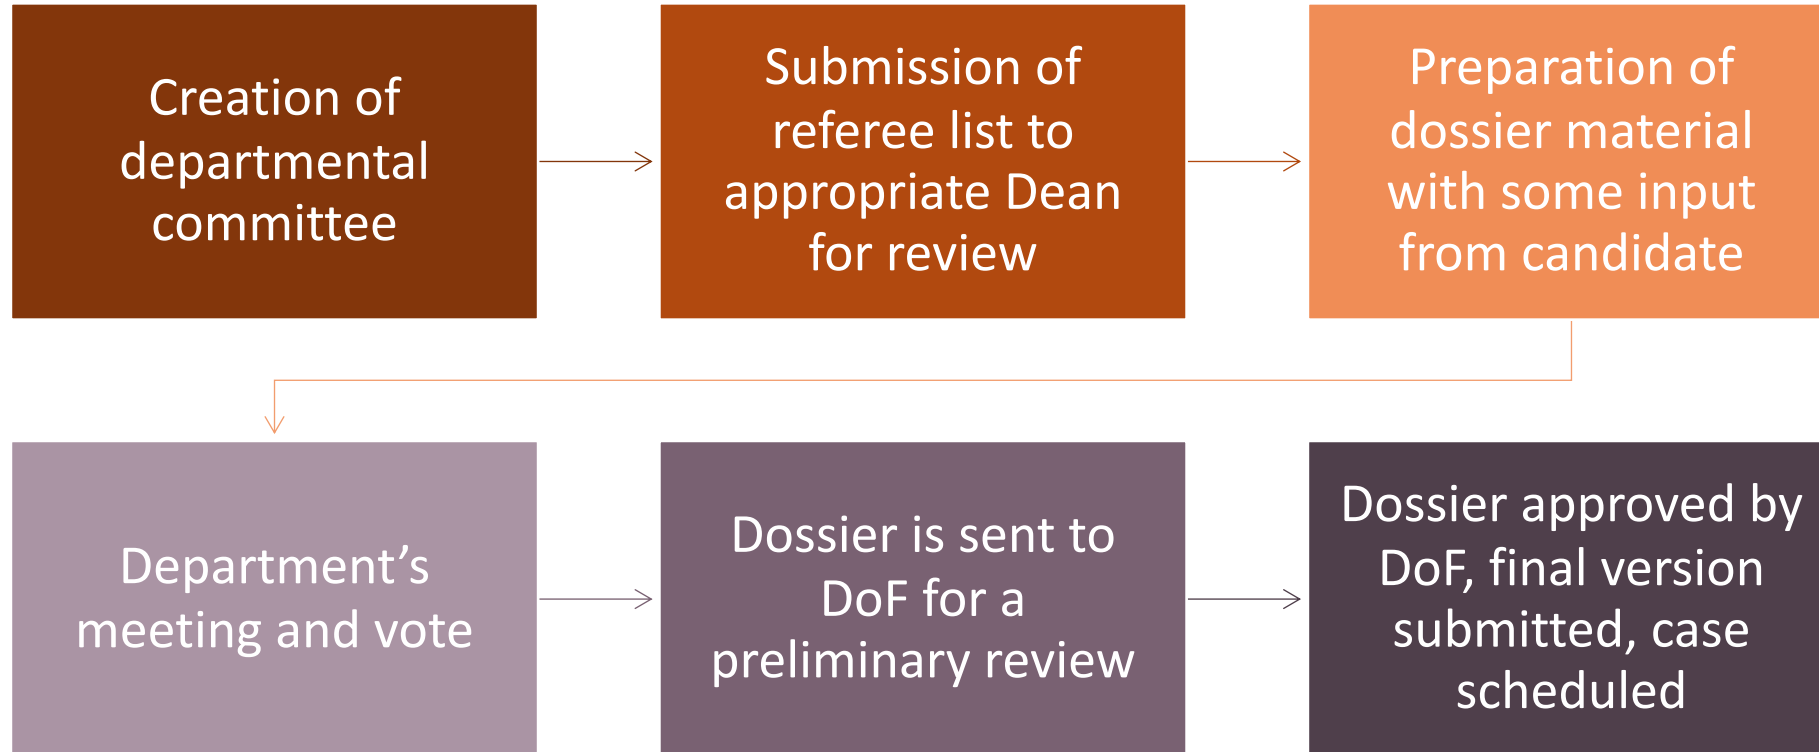 Creation of
departmental
committee
Submission of
referee list to
appropriate Dean
for review
Preparation of
dossier material
with some input
from candidate
Department’s
meeting and vote
Dossier is sent to
DoF for a
preliminary review
Dossier approved by
DoF, final version
submitted, case
scheduled